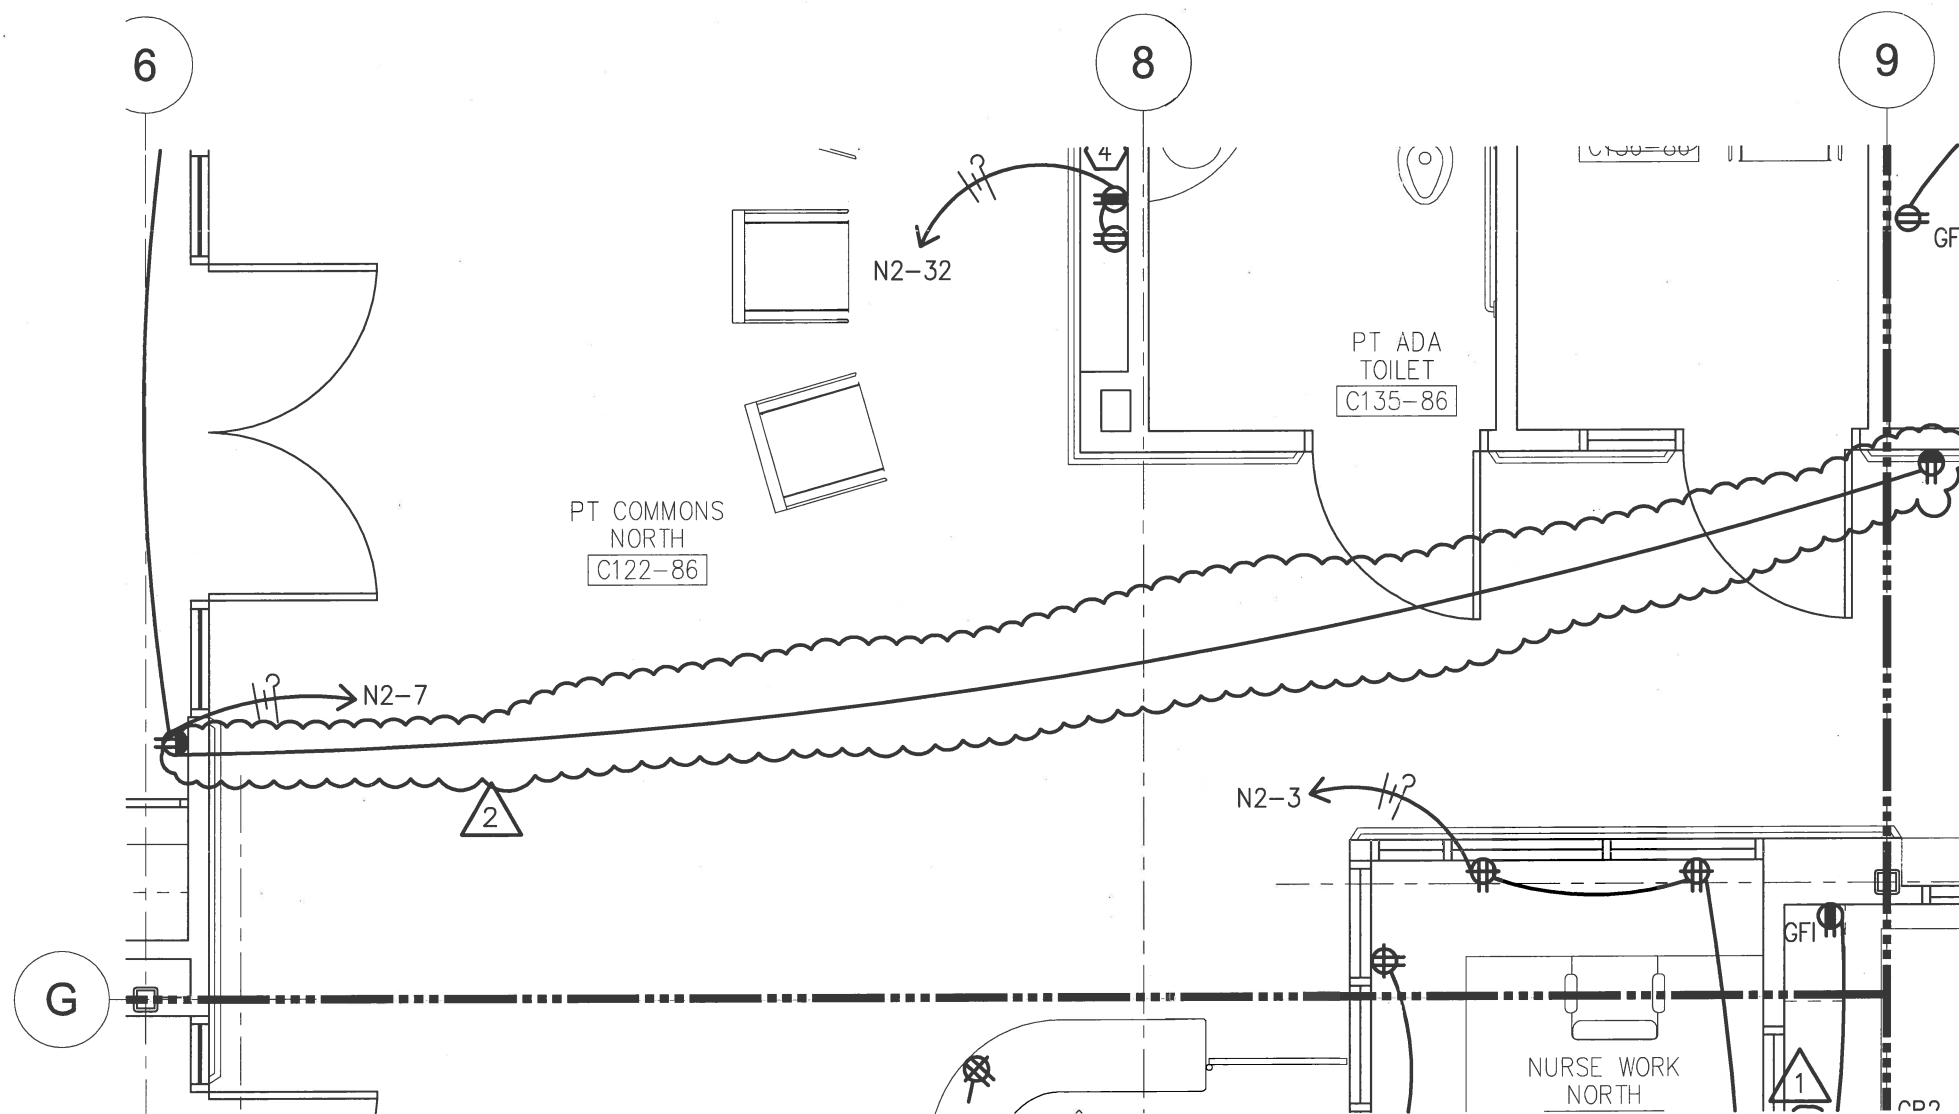 6
8
9
4
N2-32
GF
PT ADA
TOILET
C135-86
PT COMMONS
NORTH
C122-86
N2-7
2
N2-3
GFI
G
NURSE WORK
NORTH
1